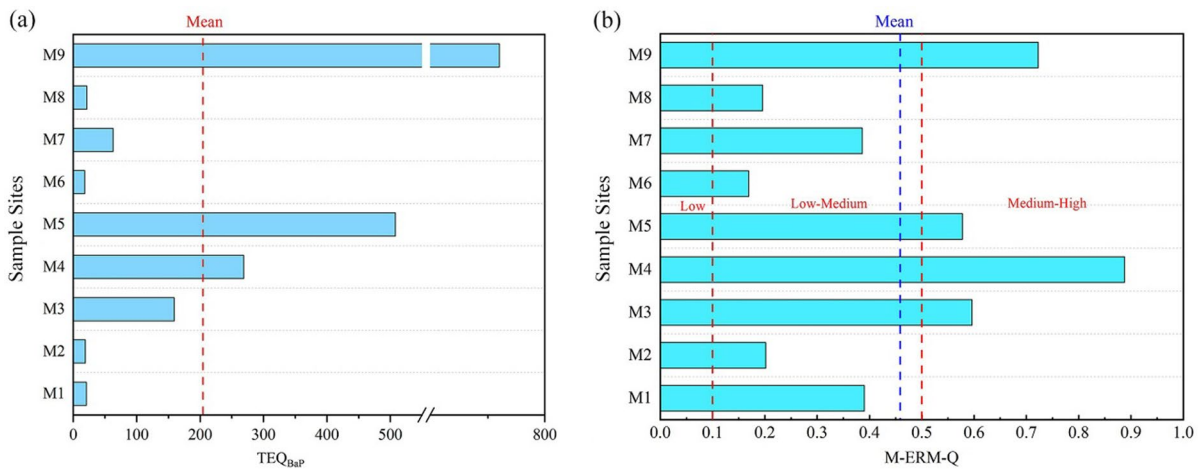 (a)
Mean
M9
M8
M7
M6
M5
M4
M3
M2
M1
Sample Sites
0 100 200 300 400 500 800
TEQBaP
(b)
Mean
M9
M8
M7
M6
M5
M4
M3
M2
M1
Sample Sites
Low Low-Medium Medium-High
0.0 0.1 0.2 0.3 0.4 0.5 0.6 0.7 0.8 0.9 1.0
M-ERM-Q